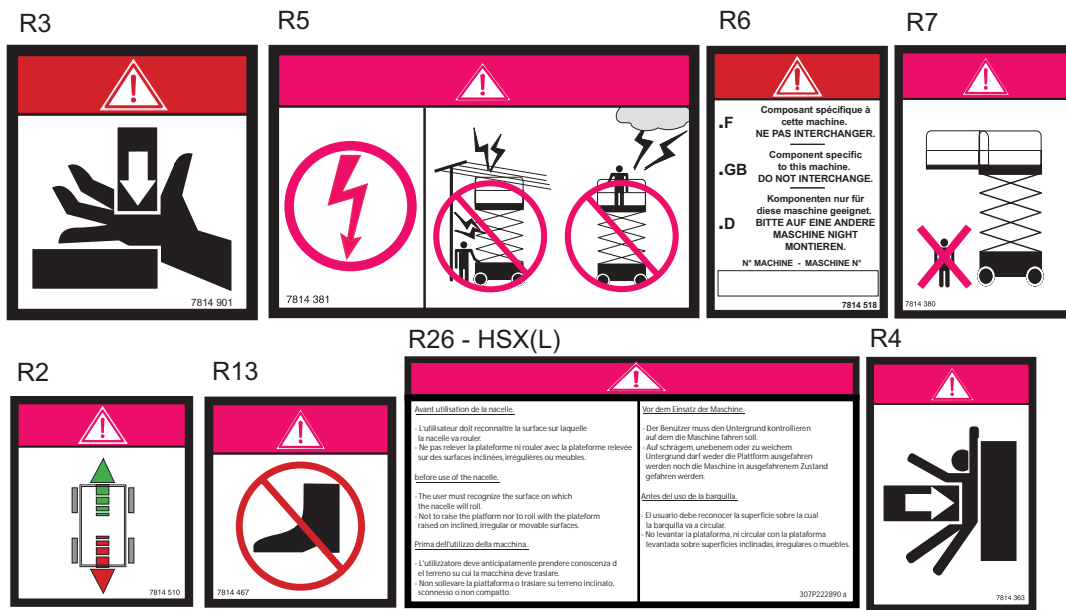 R3
7814 901
R5
7814 381
R6
.F
Composant spécifique à
cette machine.
NE PAS INTERCHANGER.
.GB
Component specific
to this machine.
DO NOT INTERCHANGE.
.D
Komponenten nur für
diese maschine geeignet.
BITTE AUF EINE ANDERE
MASCHINE NIGHT
MONTIEREN.
N° MACHINE - MASCHINE N°
7814 518
R7
7814 380
R2
7814 510
R13
7814 467
R26 - HSX(L)
Avant utilisation de la nacelle.
- L'utilisateur doit reconnaitre la surface sur laquelle
la nacelle va rouler.
- Ne pas relever la plateforme ni rouler avec la plateforme relevée
sur des surfaces inclinées, irrégulières ou meubles.
before use of the nacelle.
- The user must recognize the surface on which
the nacelle will roll.
- Not to raise the platform nor to roll with the plateform
raised on inclined, irregular or movable surfaces.
Prima dell'utilizzo della macchina.
- L'utilizzatore deve anticipatamente prendere conoscenza d
el terreno su cui la macchina deve traslare.
- Non sollevare la piattaforma o traslare su terreno inclinato,
sconnesso o non compatto.
Vor dem Einsatz der Maschine.
- Der Benützer muss den Untergrund kontrollieren
auf dem die Maschine fahren soll.
- Auf schrägem, unebenem oder zu weichem
Untergrund darf weder die Plattform ausgefahren
werden noch die Maschine in ausgefahrenem Zustand
gefahren werden.
Antes del uso de la barquilla.
- El usuario debe reconocer la superficie sobre la cual
la barquilla va a circular.
- No levantar la plataforma, ni circular con la plataforma
levantada sobre superficies inclinadas, irregulares o muebles.
307P222890 a
R4
7814 363